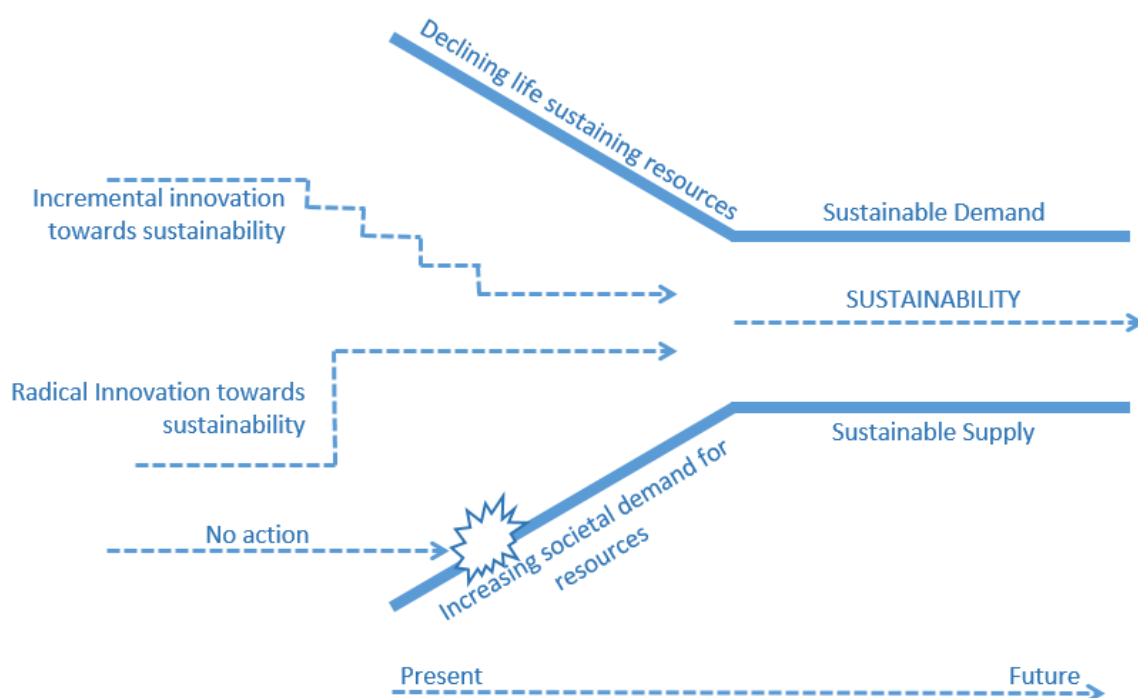 Declining life sustaining resources
Incremental innovation
towards sustainability
Sustainable Demand
SUSTAINABILITY
Radical Innovation towards
sustainability
Sustainable Supply
No action
Increasing societal demand for
resources
Present
Future